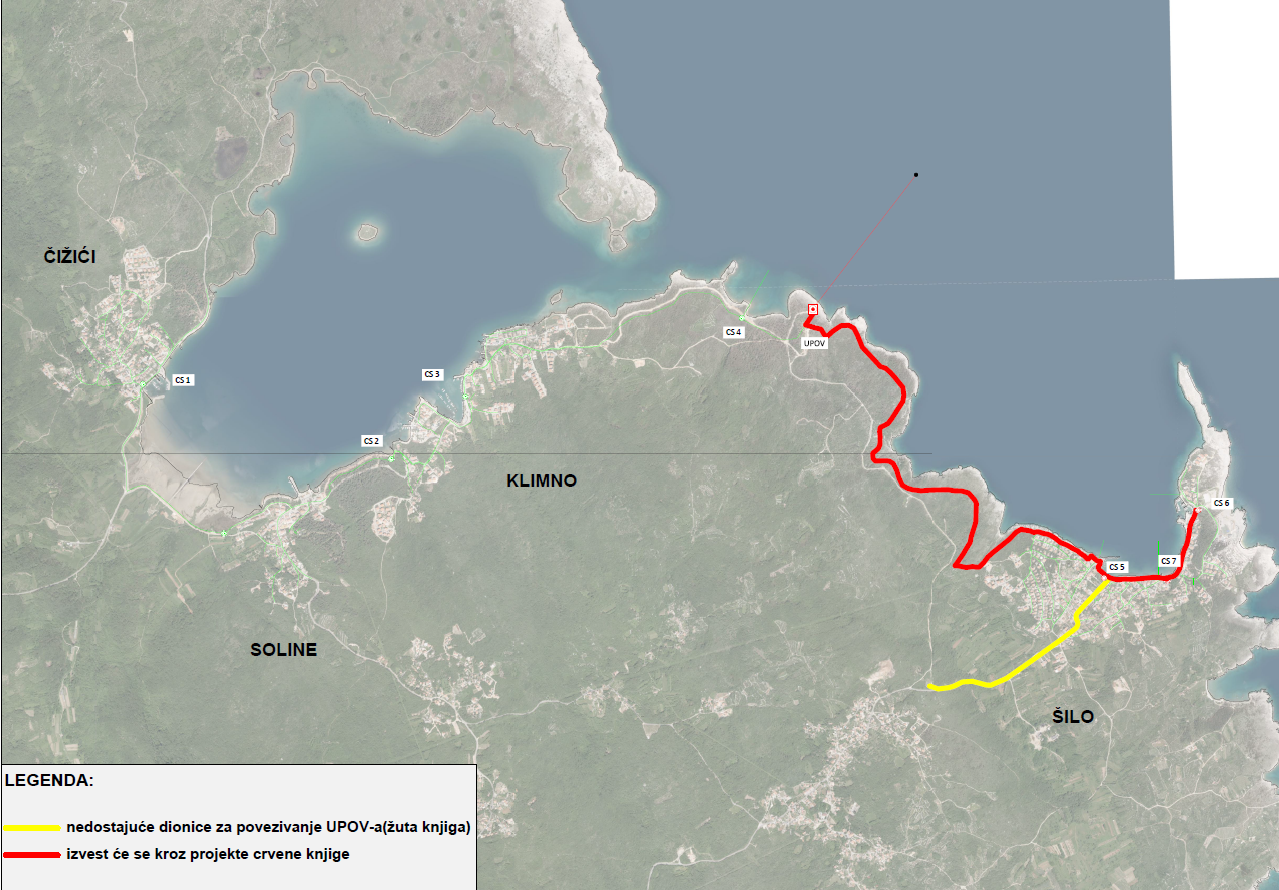 ČIŽIĆI
CS 4
UPOV
CS 1
CS 3
CS 2
KLIMNO
CS 6
CS 5
CS 7
SOLINE
ŠILO
LEGENDA:
nedostajuće dionice za povezivanje UPOV-a(žuta knjiga)
izvest će se kroz projekte crvene knjige